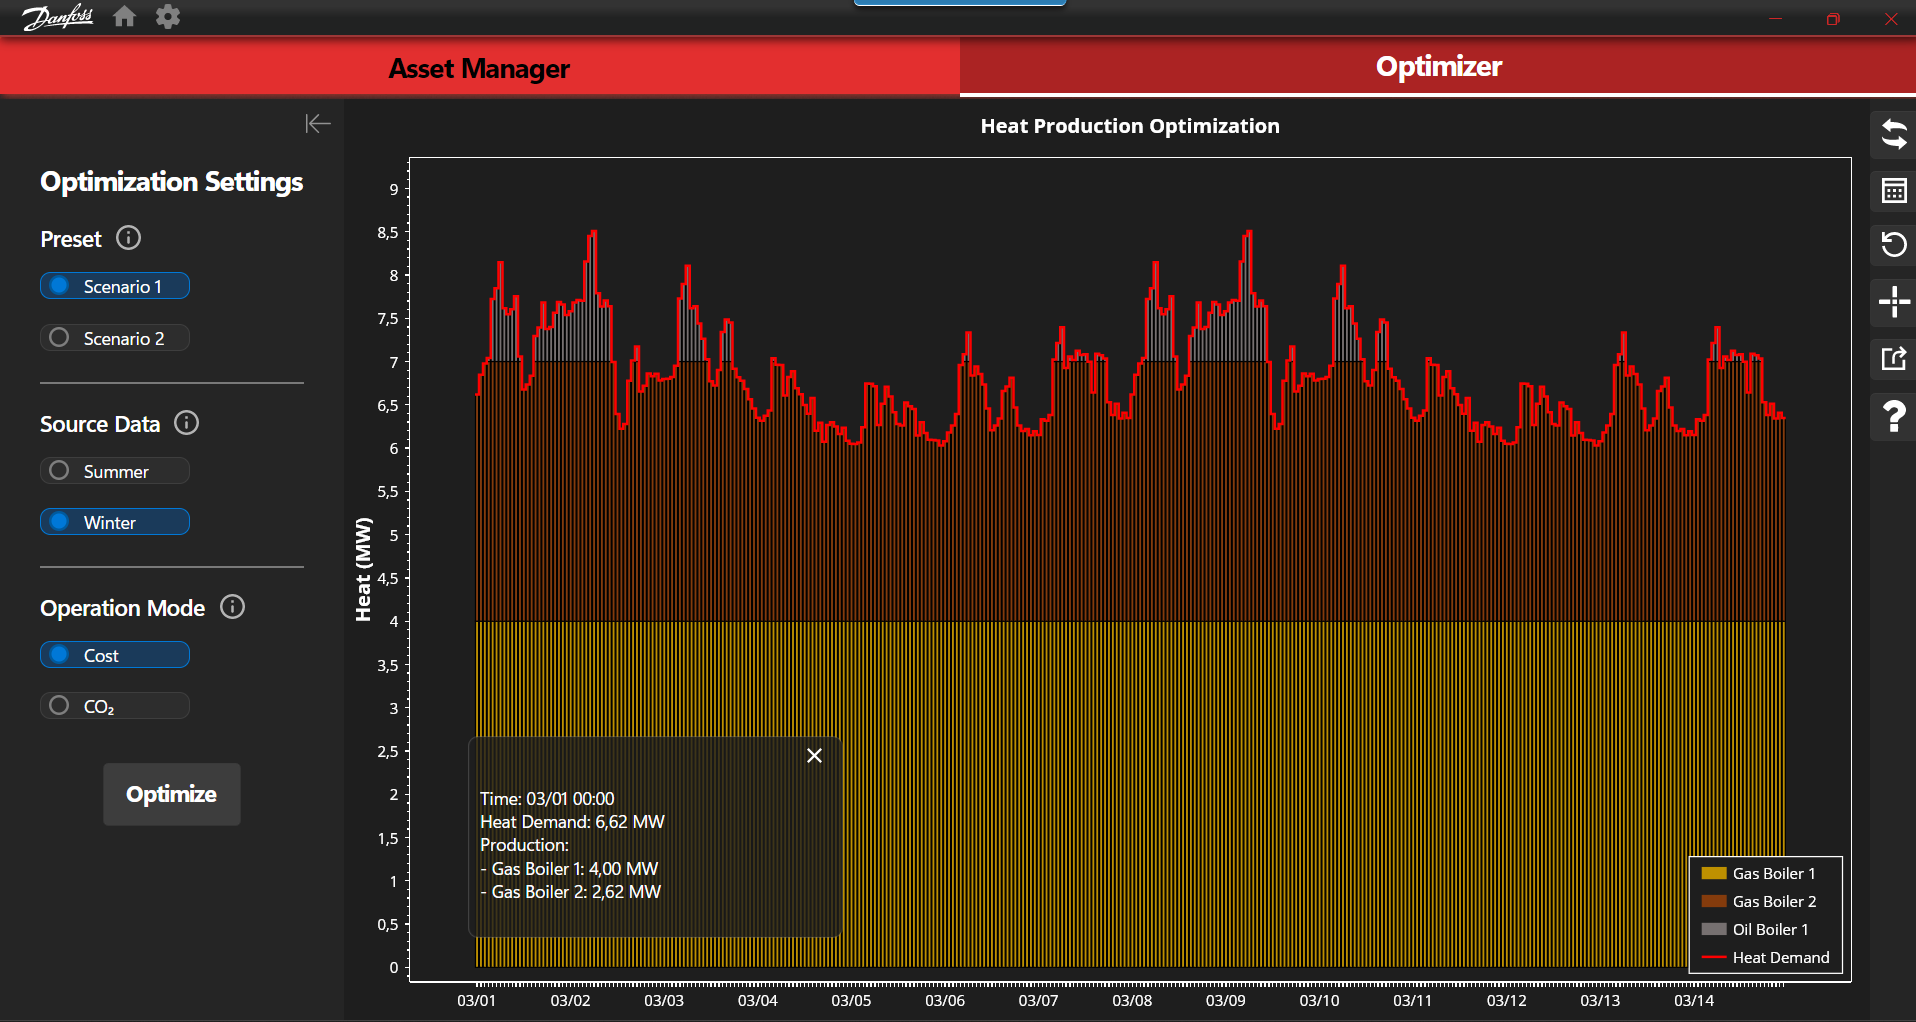 Danfoss
Asset Manager
Optimizer
Optimization Settings
Preset
Scenario 1
Scenario 2
Source Data
Summer
Winter
Operation Mode
Cost
CO₂
Optimize
Heat Production Optimization
Heat (MW)
9
8,5
8
7,5
7
6,5
6
5,5
5
4,5
4
3,5
3
2,5
2
1,5
1
0,5
0
Time: 03/01 00:00
Heat Demand: 6,62 MW
Production:
- Gas Boiler 1: 4,00 MW
- Gas Boiler 2: 2,62 MW
Gas Boiler 1
Gas Boiler 2
Oil Boiler 1
Heat Demand
03/01 03/02 03/03 03/04 03/05 03/06 03/07 03/08 03/09 03/10 03/11 03/12 03/13 03/14